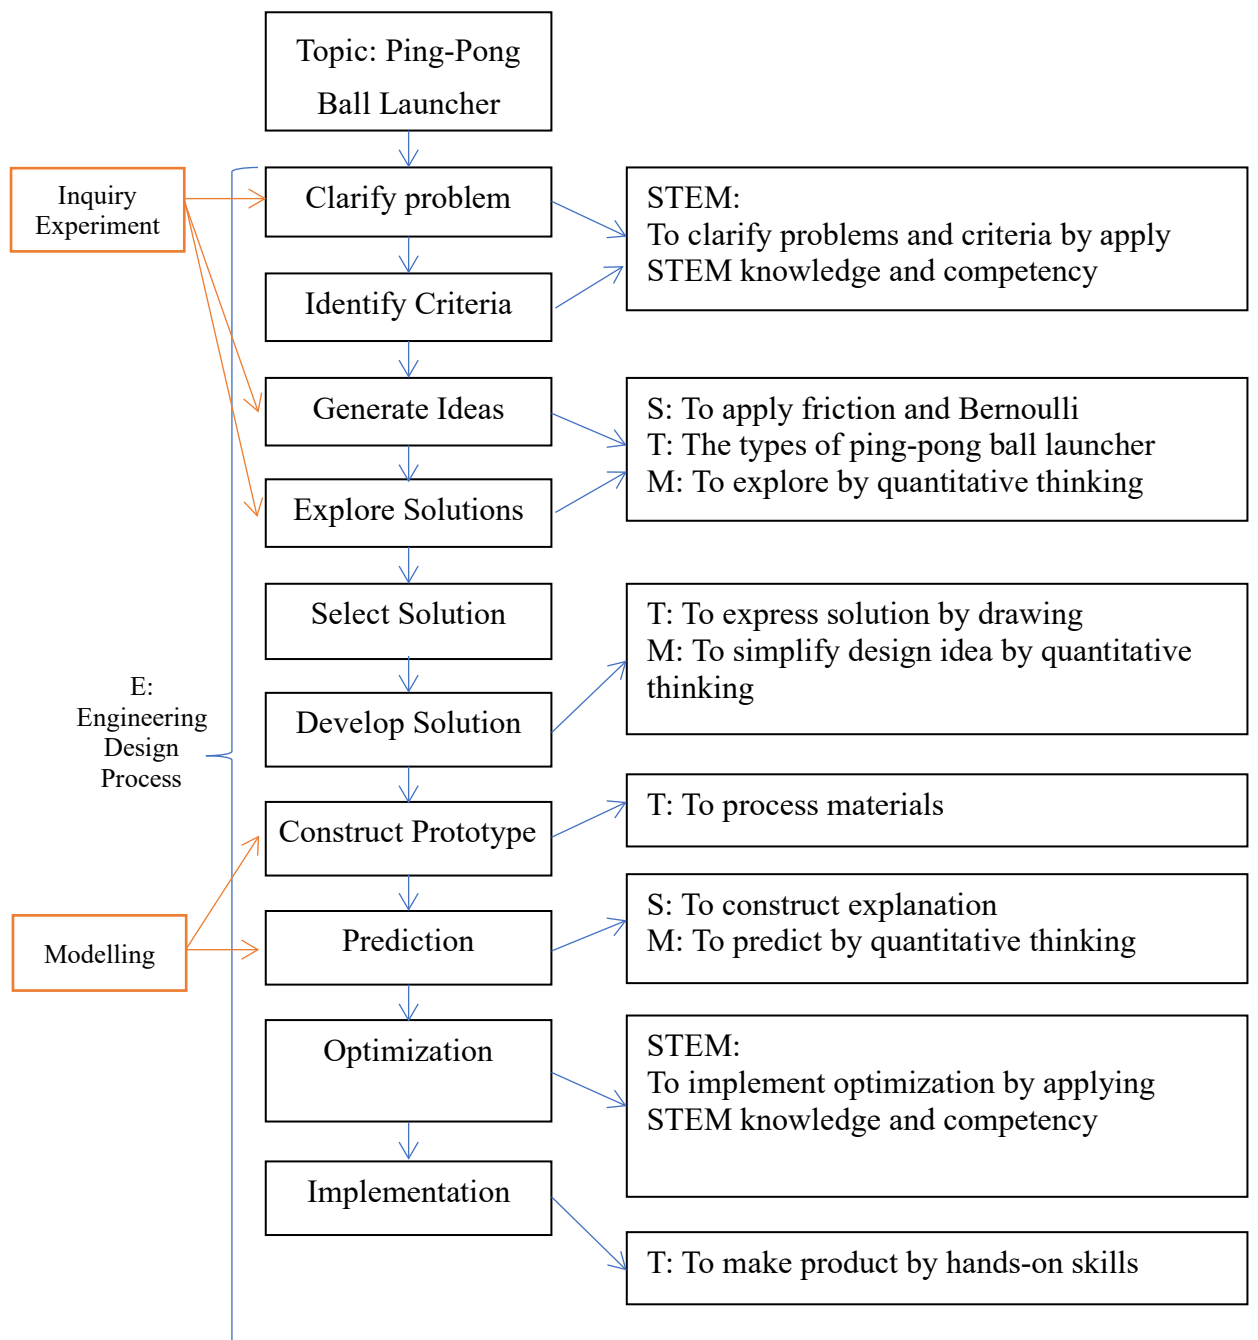 Topic: Ping-Pong
Ball Launcher
Inquiry
Experiment
Clarify problem
STEM:
To clarify problems and criteria by apply
STEM knowledge and competency
Identify Criteria
Generate Ideas
S: To apply friction and Bernoulli
T: The types of ping-pong ball launcher
M: To explore by quantitative thinking
Explore Solutions
Select Solution
T: To express solution by drawing
M: To simplify design idea by quantitative
thinking
E:
Engineering
Design
Process
Develop Solution
Construct Prototype
T: To process materials
Modelling
Prediction
S: To construct explanation
M: To predict by quantitative thinking
Optimization
STEM:
To implement optimization by applying
STEM knowledge and competency
Implementation
T: To make product by hands-on skills